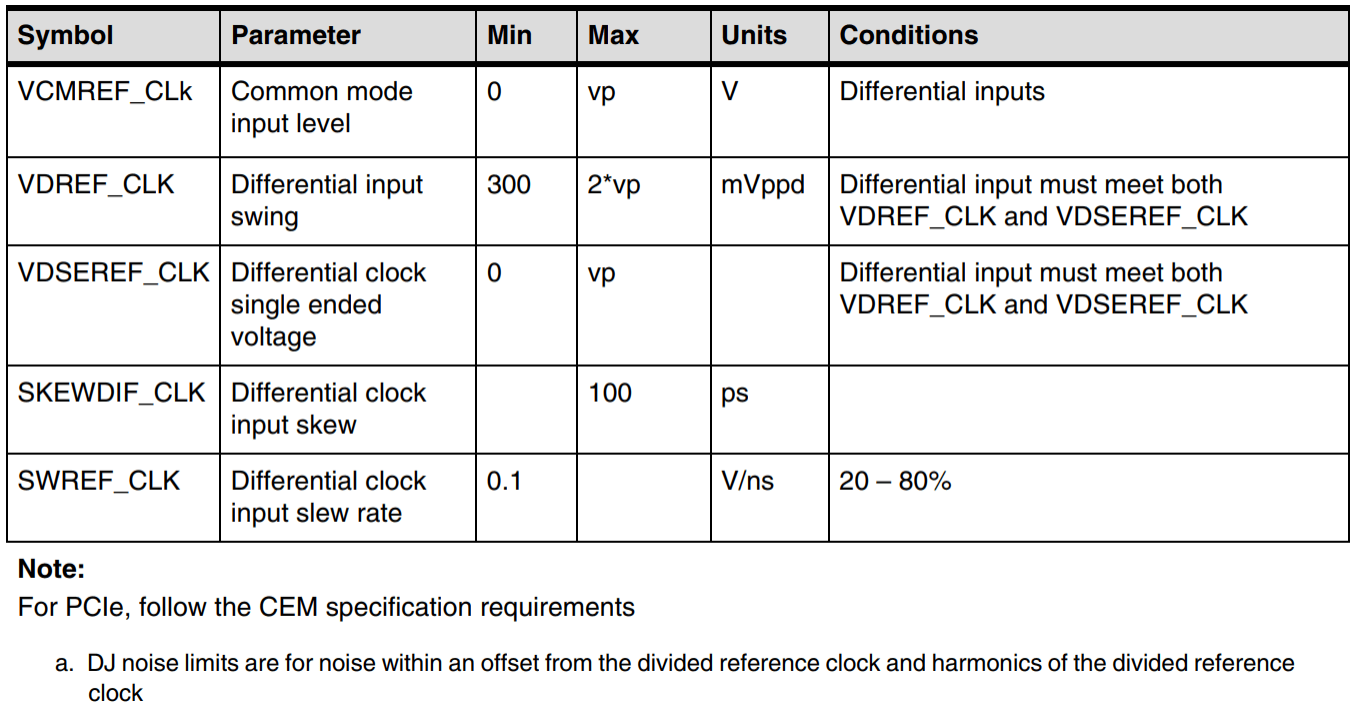 Symbol Parameter Min Max Units Conditions
VCMREF_CLk Common mode 0 vp V Differential inputs
input level
VDREF_CLK Differential input 300 2*vp mVppd Differential input must meet both
swing VDREF_CLK and VDSEREF_CLK
VDSEREF_CLK Differential clock 0 vp Differential input must meet both
single ended VDREF_CLK and VDSEREF_CLK
voltage
SKEWDIF_CLK Differential clock 100 ps
input skew
SWREF_CLK Differential clock 0.1 V/ns 20 – 80%
input slew rate
Note:
For PCIe, follow the CEM specification requirements
a. DJ noise limits are for noise within an offset from the divided reference clock and harmonics of the divided reference
clock